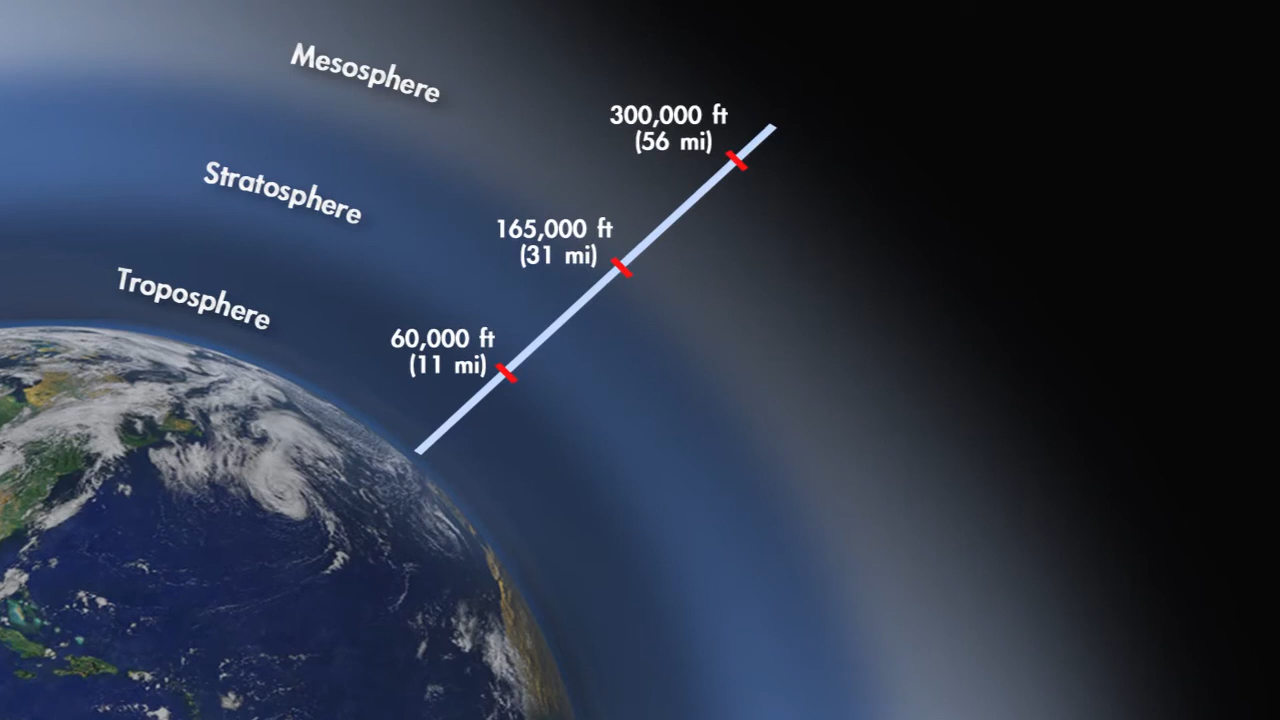 Mesosphere
300,000 ft
(56 mi)
Stratosphere
165,000 ft
(31 mi)
Troposphere
60,000 ft
(11 mi)